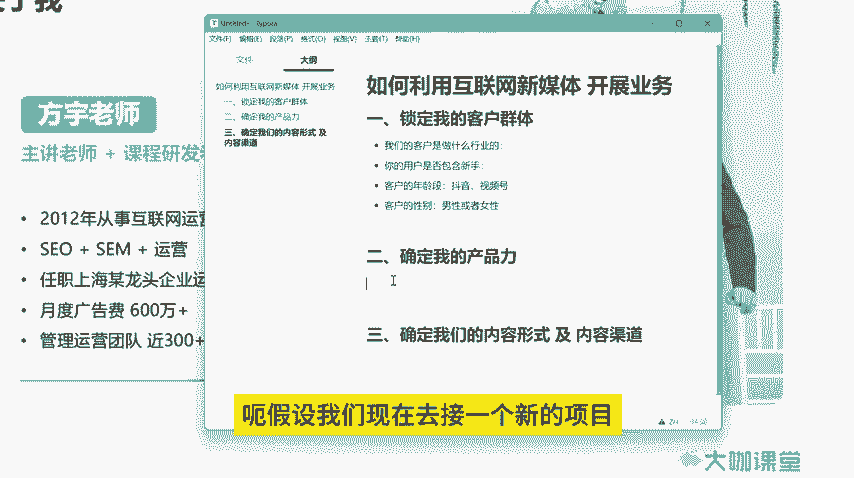 方宇老师
主讲老师 + 课程研发
• 2012年从事互联网运营
• SEO + SEM + 运营
• 任职上海某龙头企业运
• 月度广告费 600万+
• 管理运营团队 近300+
Untitled - Typora
文件(F) 编辑(E) 段落(P) 格式(O) 视图(V) 主题(T) 帮助(H)
文件 大纲
如何利用互联网新媒体 开展业务
一、锁定我的客户群体
二、确定我的产品力
三、确定我们的内容形式 及
内容渠道
如何利用互联网新媒体 开展业务
一、锁定我的客户群体
• 我们的客户是做什么行业的:
• 你的用户是否包含新手:
• 客户的年龄段：抖音、视频号
• 客户的性别：男性或者女性
二、确定我的产品力
三、确定我们的内容形式 及 内容渠道
呃假设我们现在去接一个新的项目
大咖课堂